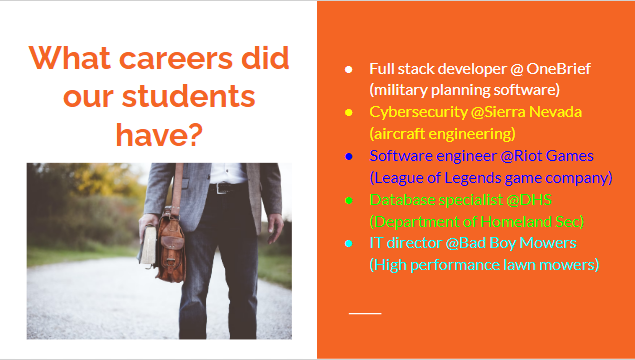 What careers did
our students
have?
● Full stack developer @ OneBrief
(military planning software)
● Cybersecurity @Sierra Nevada
(aircraft engineering)
● Software engineer @Riot Games
(League of Legends game company)
● Database specialist @DHS
(Department of Homeland Sec)
● IT director @Bad Boy Mowers
(High performance lawn mowers)